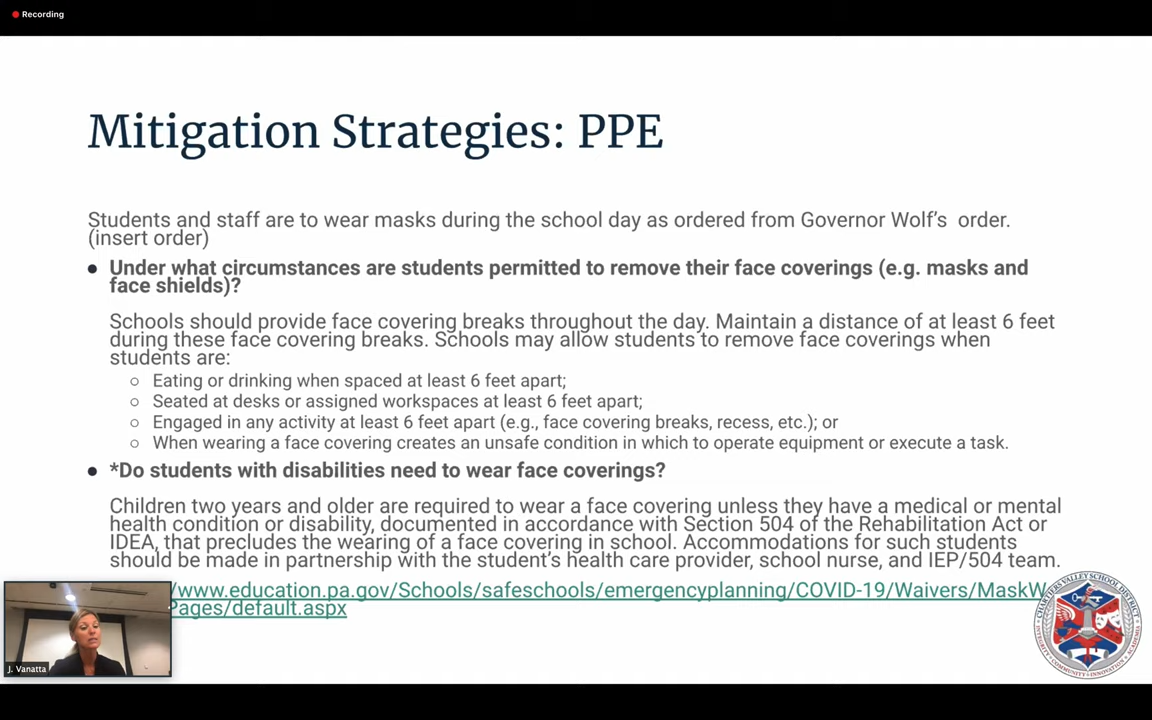 Recording
Mitigation Strategies: PPE
Students and staff are to wear masks during the school day as ordered from Governor Wolf's  order.
(insert order)
● Under what circumstances are students permitted to remove their face coverings (e.g. masks and
face shields)?
Schools should provide face covering breaks throughout the day. Maintain a distance of at least 6 feet
during these face covering breaks. Schools may allow students to remove face coverings when
students are:
○ Eating or drinking when spaced at least 6 feet apart;
○ Seated at desks or assigned workspaces at least 6 feet apart;
○ Engaged in any activity at least 6 feet apart (e.g., face covering breaks, recess, etc.); or
○ When wearing a face covering creates an unsafe condition in which to operate equipment or execute a task.
● *Do students with disabilities need to wear face coverings?
Children two years and older are required to wear a face covering unless they have a medical or mental
health condition or disability, documented in accordance with Section 504 of the Rehabilitation Act or
IDEA, that precludes the wearing of a face covering in school. Accommodations for such students
should be made in partnership with the student's health care provider, school nurse, and IEP/504 team.
/www.education.pa.gov/Schools/safeschools/emergencyplanning/COVID-19/Waivers/MaskW
Pages/default.aspx
J. Vanatta
CHARTIERS VALLEY SCHOOL DISTRICT
INTEGRITY COMMUNITY INNOVATION ACADEMIA